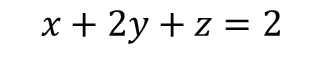 x + 2y + z = 2